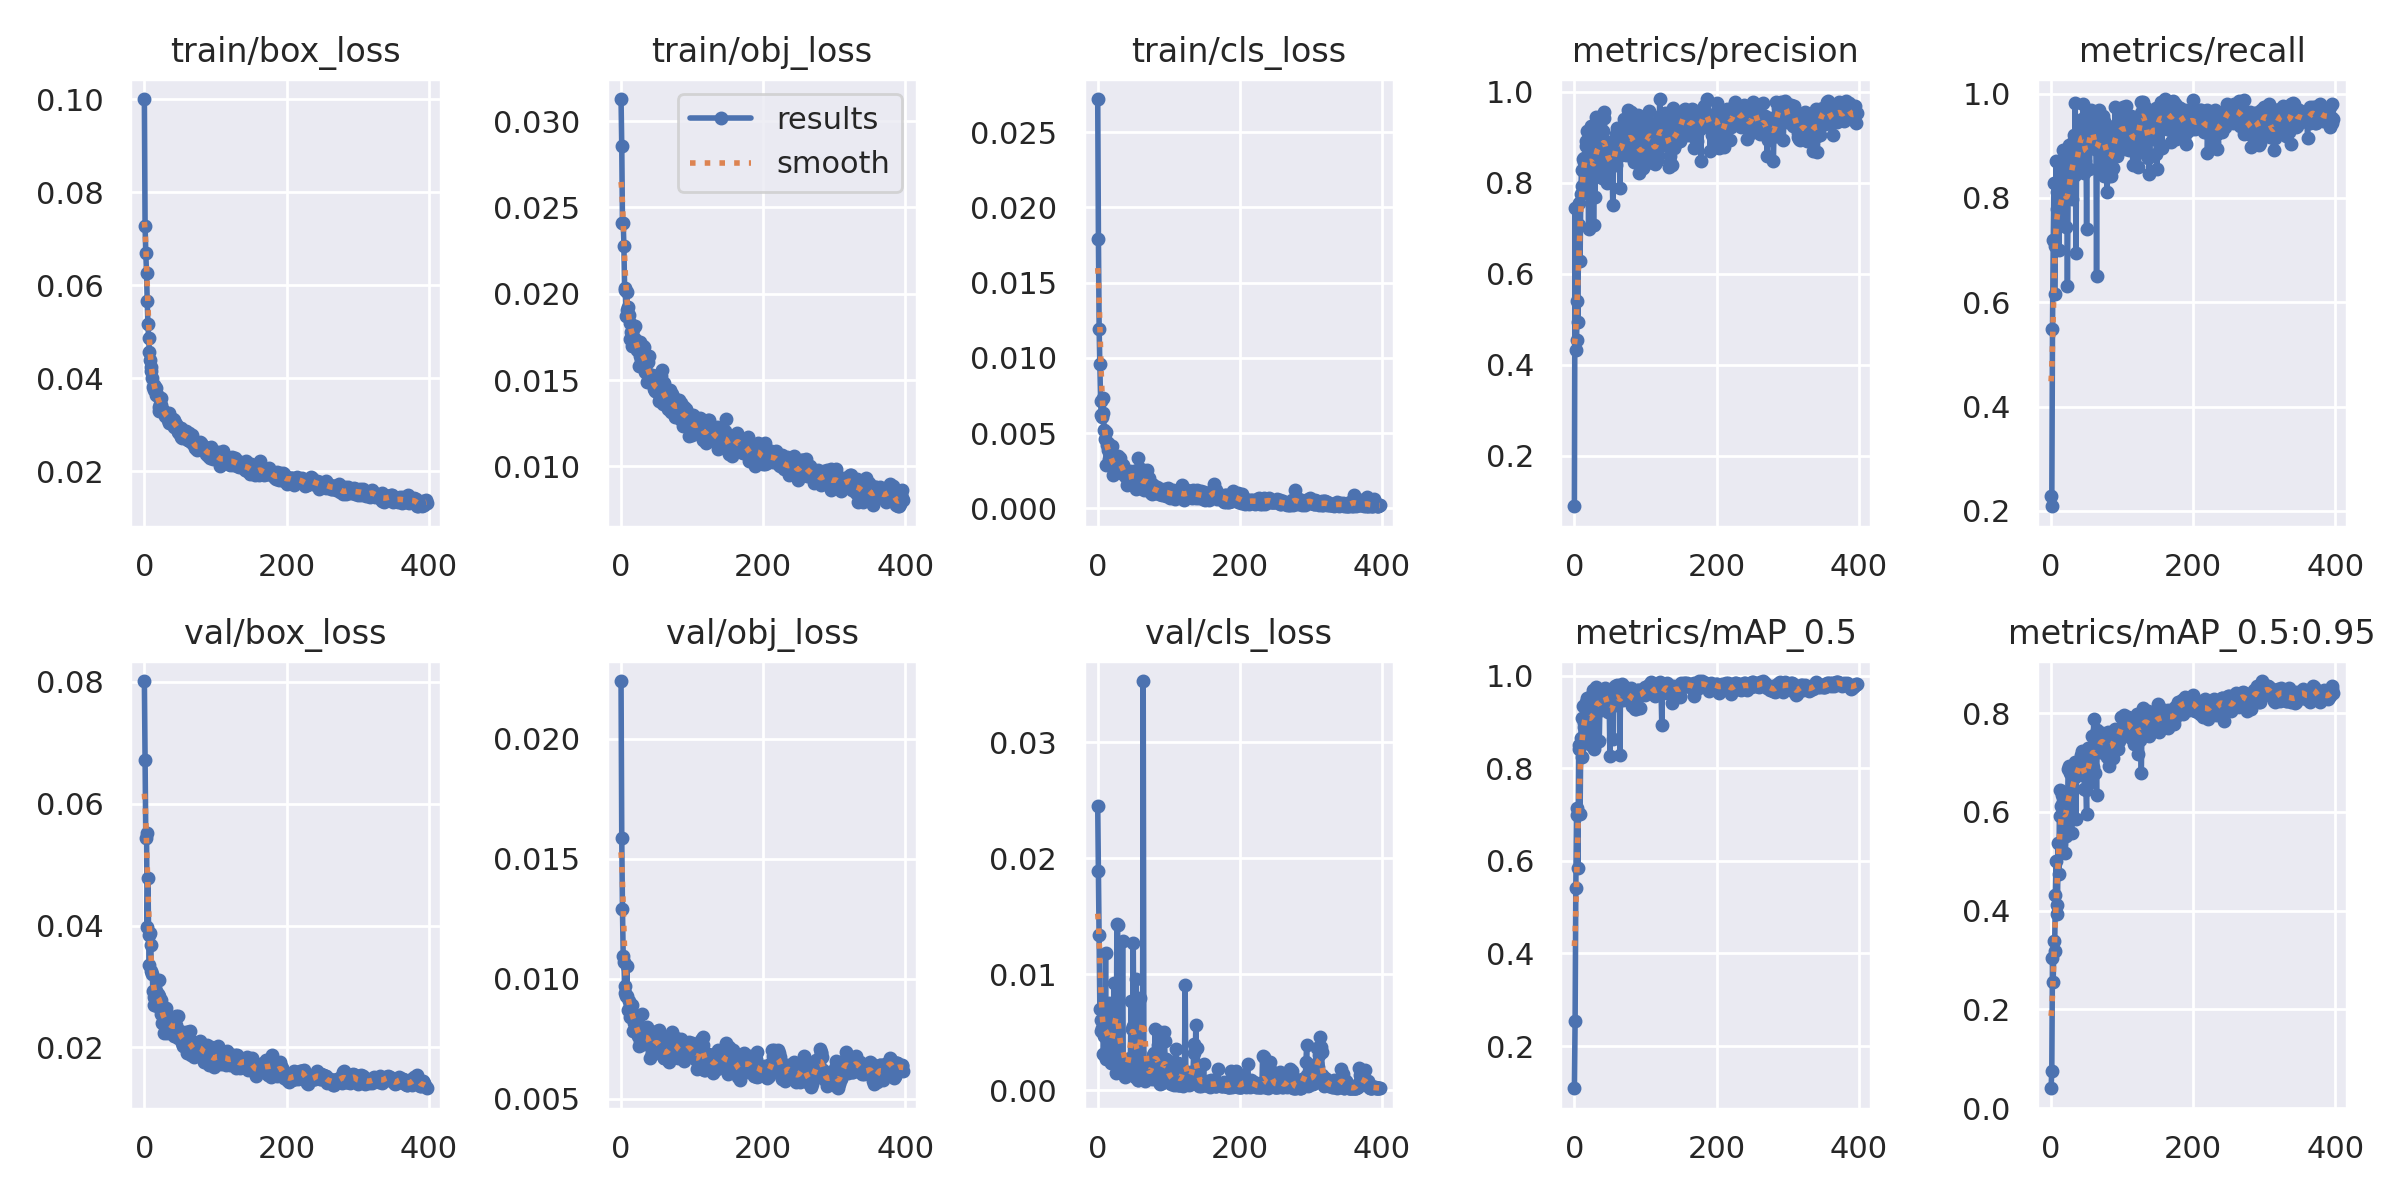 train/box_loss
0.10
0.08
0.06
0.04
0.02
0 200 400
train/obj_loss
results
smooth
0.030
0.025
0.020
0.015
0.010
0 200 400
train/cls_loss
0.025
0.020
0.015
0.010
0.005
0.000
0 200 400
metrics/precision
1.0
0.8
0.6
0.4
0.2
0 200 400
metrics/recall
1.0
0.8
0.6
0.4
0.2
0 200 400
val/box_loss
0.08
0.06
0.04
0.02
0 200 400
val/obj_loss
0.020
0.015
0.010
0.005
0 200 400
val/cls_loss
0.03
0.02
0.01
0.00
0 200 400
metrics/mAP_0.5
1.0
0.8
0.6
0.4
0.2
0 200 400
metrics/mAP_0.5:0.95
0.8
0.6
0.4
0.2
0.0
0 200 400